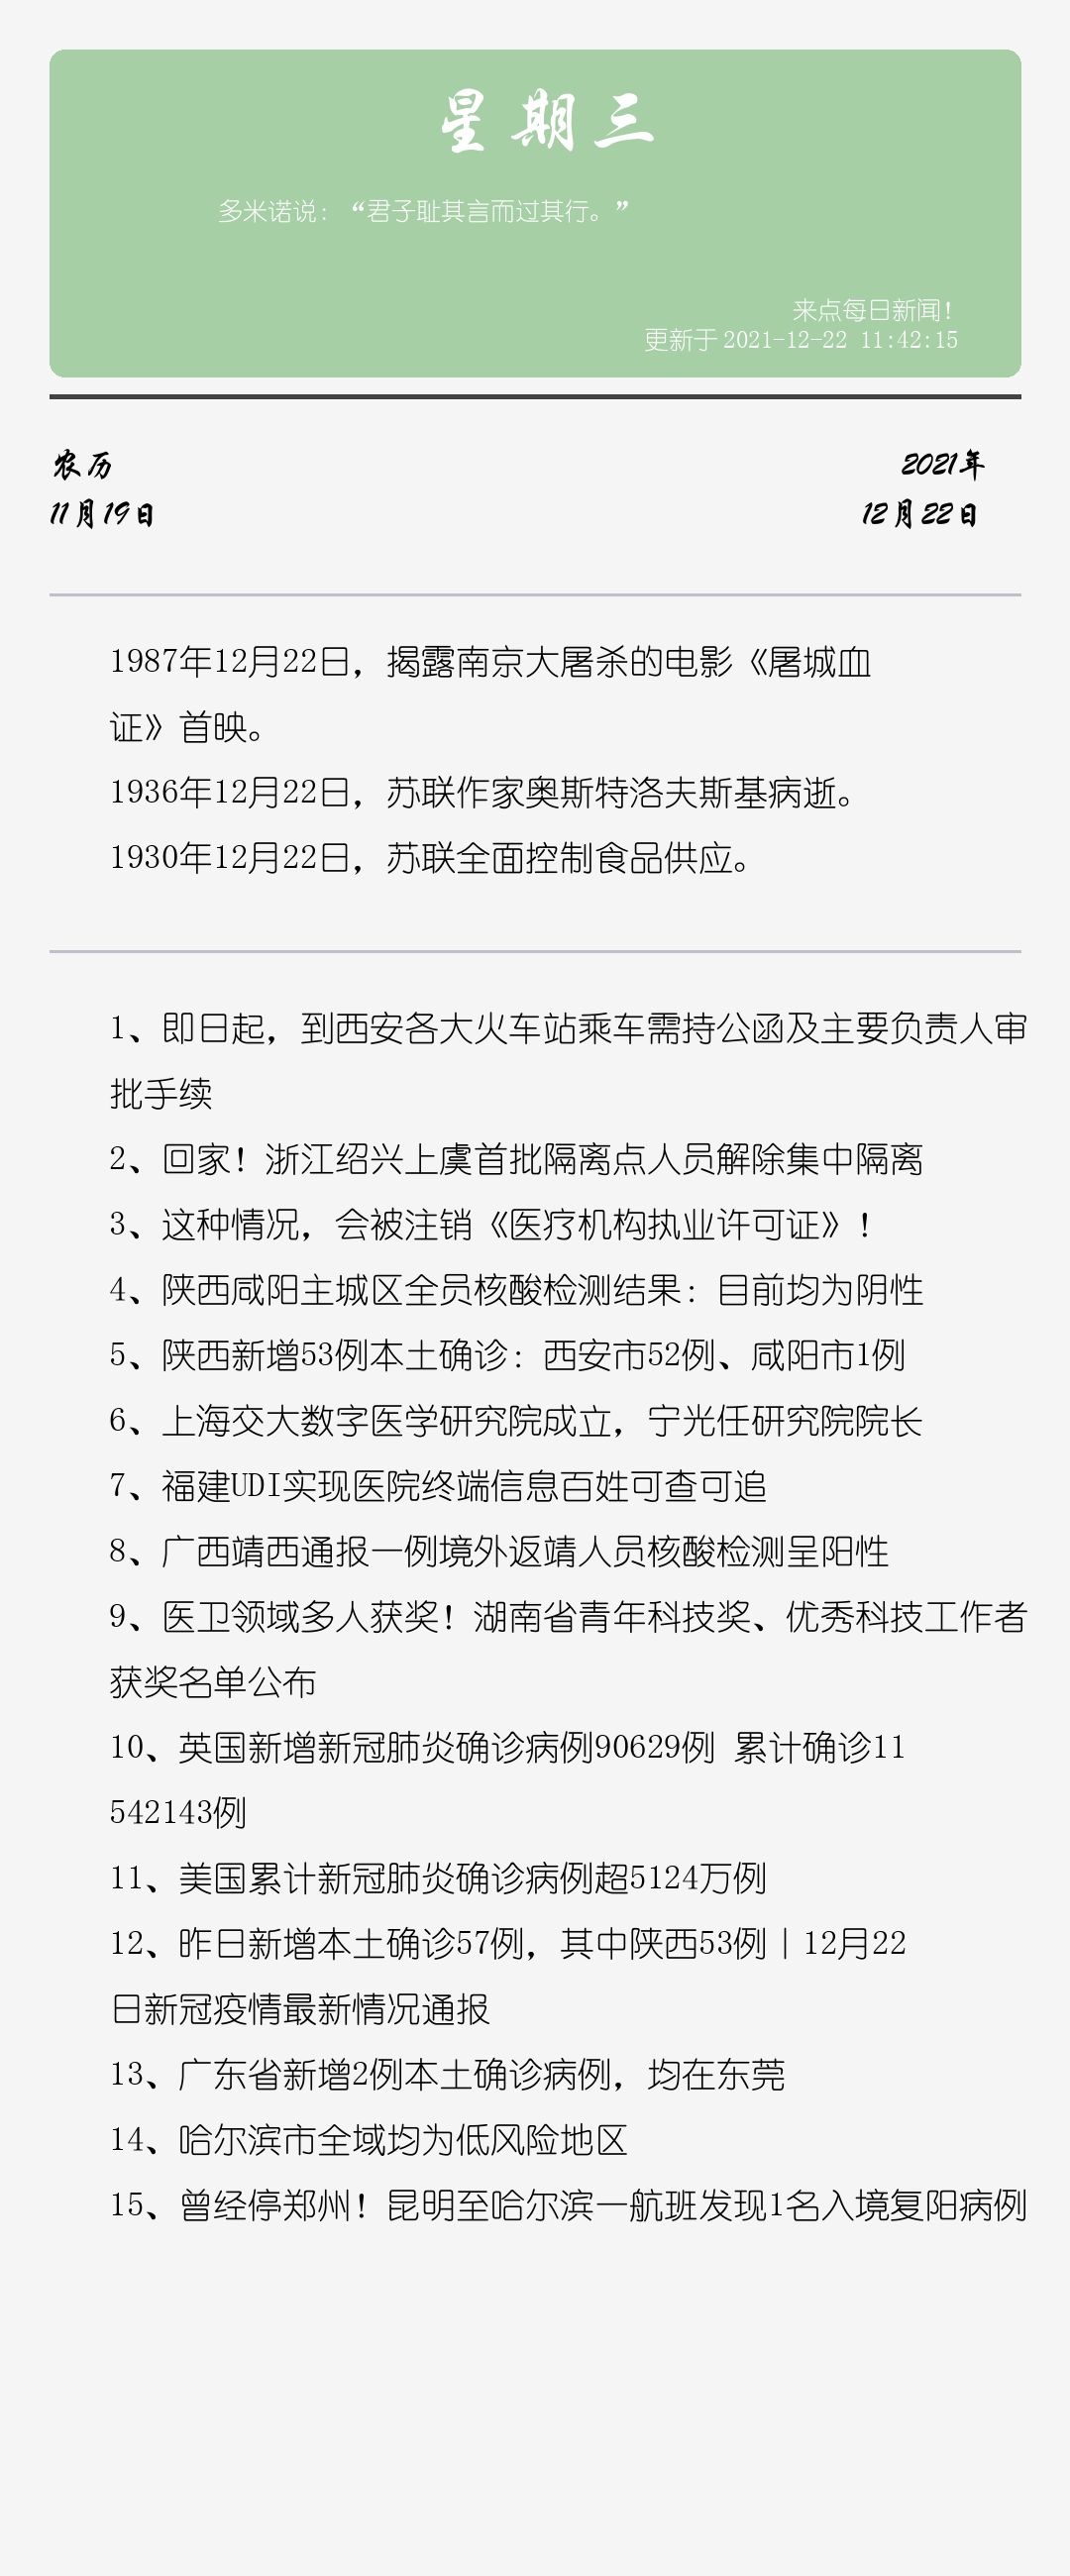 星期三
多米诺说：“君子耻其言而过其行。”
来点每日新闻！
更新于 2021-12-22 11:42:15
农历
2021年
11月19日
12月22日
1987年12月22日，揭露南京大屠杀的电影《屠城血
证》首映。
1936年12月22日，苏联作家奥斯特洛夫斯基病逝。
1930年12月22日，苏联全面控制食品供应。
1、即日起，到西安各大火车站乘车需持公函及主要负责人审
批手续
2、回家！浙江绍兴上虞首批隔离点人员解除集中隔离
3、这种情况，会被注销《医疗机构执业许可证》！
4、陕西咸阳主城区全员核酸检测结果：目前均为阴性
5、陕西新增53例本土确诊：西安市52例、咸阳市1例
6、上海交大数字医学研究院成立，宁光任研究院院长
7、福建UDI实现医院终端信息百姓可查可追
8、广西靖西通报一例境外返靖人员核酸检测呈阳性
9、医卫领域多人获奖！湖南省青年科技奖、优秀科技工作者
获奖名单公布
10、英国新增新冠肺炎确诊病例90629例 累计确诊11
542143例
11、美国累计新冠肺炎确诊病例超5124万例
12、昨日新增本土确诊57例，其中陕西53例丨12月22
日新冠疫情最新情况通报
13、广东省新增2例本土确诊病例，均在东莞
14、哈尔滨市全域均为低风险地区
15、曾经停郑州！昆明至哈尔滨一航班发现1名入境复阳病例